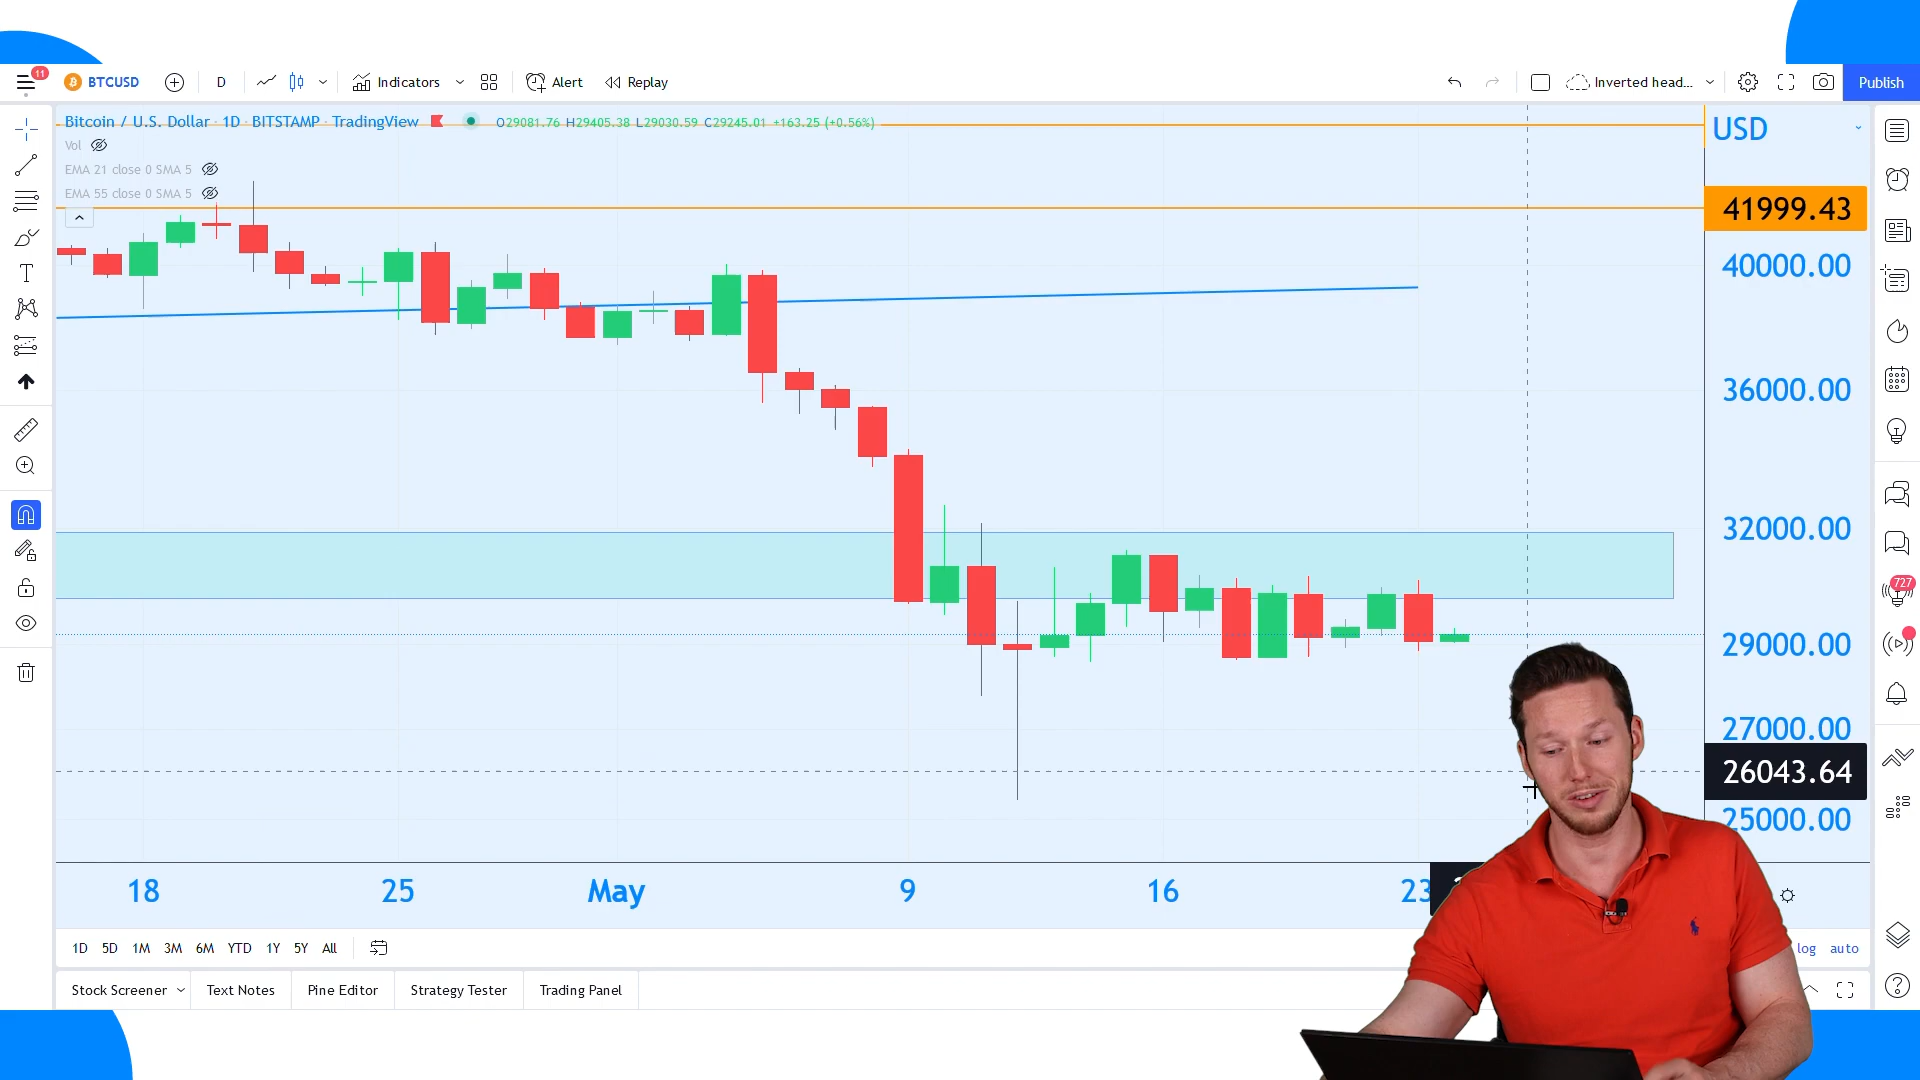 11
BTCUSD
D
Indicators
Alert
Replay
Inverted head...
Publish
Bitcoin / U.S. Dollar · 1D · BITSTAMP · TradingView
O29081.76 H29405.38 L29030.59 C29245.01 +163.25 (+0.56%)
USD
Vol
EMA 21 close 0 SMA 5
EMA 55 close 0 SMA 5
41999.43
40000.00
36000.00
32000.00
727
29000.00
27000.00
26043.64
25000.00
18 25 May 9 16 23
1D 5D 1M 3M 6M YTD 1Y 5Y All
log auto
Stock Screener Text Notes Pine Editor Strategy Tester Trading Panel